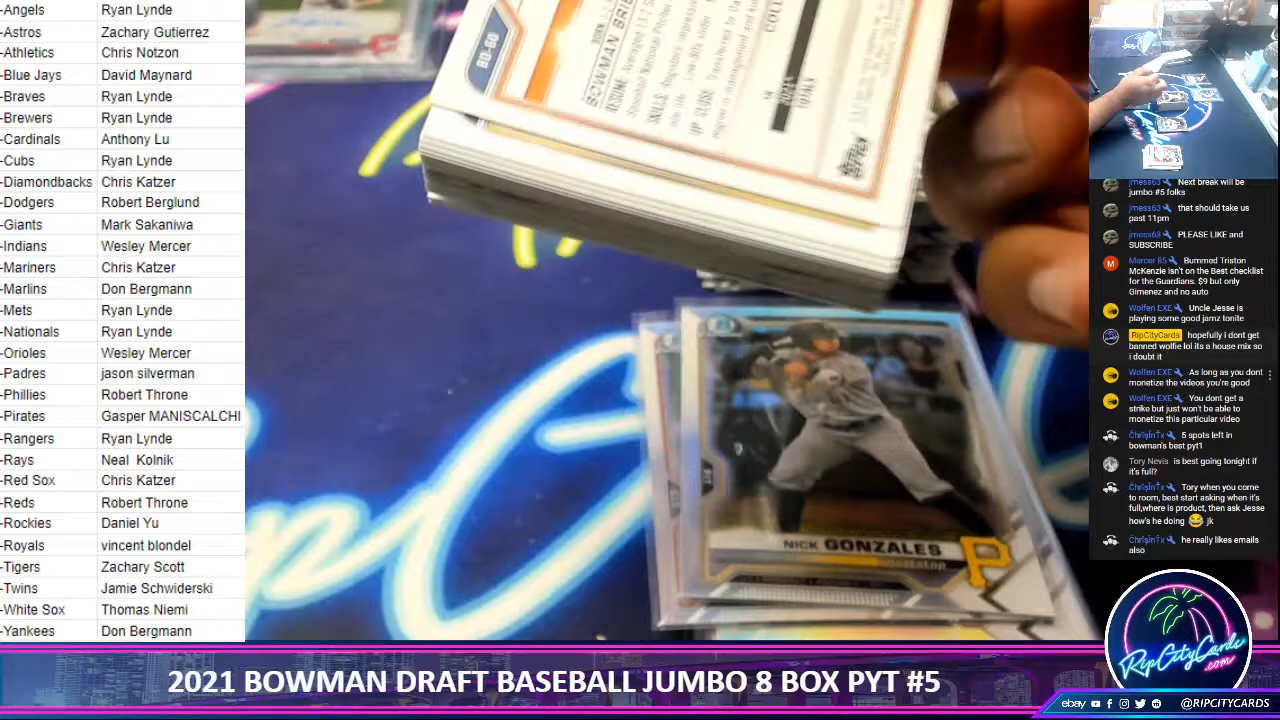 -Angels Ryan Lynde
-Astros Zachary Gutierrez
-Athletics Chris Notzon
-Blue Jays David Maynard
-Braves Ryan Lynde
-Brewers Ryan Lynde
-Cardinals Anthony Lu
-Cubs Ryan Lynde
-Diamondbacks Chris Katzer
-Dodgers Robert Berglund
-Giants Mark Sakaniwa
-Indians Wesley Mercer
-Mariners Chris Katzer
-Marlins Don Bergmann
-Mets Ryan Lynde
-Nationals Ryan Lynde
-Orioles Wesley Mercer
-Padres jason silverman
-Phillies Robert Throne
-Pirates Gasper MANISCALCHI
-Rangers Ryan Lynde
-Rays Neal Kolnik
-Red Sox Chris Katzer
-Reds Robert Throne
-Rockies Daniel Yu
-Royals vincent blondel
-Tigers Zachary Scott
-Twins Jamie Schwiderski
-White Sox Thomas Niemi
-Yankees Don Bergmann
BD-60
BOWMAN
RÉSUMÉ
SKILLS
UP CLOSE
TOTALS
topps
NICK GONZALES
P
jmess63 Next break will be
jumbo #5 folks
jmess63 that should take us
past 11pm
jmess63 PLEASE LIKE and
SUBSCRIBE
Mercer 85 Bummed Triston
McKenzie isn't on the Best checklist
for the Guardians. $9 but only
Gimenez and no auto
Wolfen EXE Uncle Jesse is
playing some good jamz tonite
RipCityCards hopefully i dont get
banned wolfie lol its a house mix so
i doubt it
Wolfen EXE As long as you dont
monetize the videos you're good
Wolfen EXE You dont get a
strike but just won't be able to
monetize this particular video
5 spots left in
bowman's best pyt1
Tory Nevis is best going tonight if
it's full?
Tory when you come
to room, best start asking when it's
full,where is product, then ask Jesse
how's he doing 😂 jk
he really likes emails
also
RipCityCards
.com
2021 BOWMAN DRAFT BASEBALL JUMBO 8 BOX PYT #5
ebay @RIPCITYCARDS